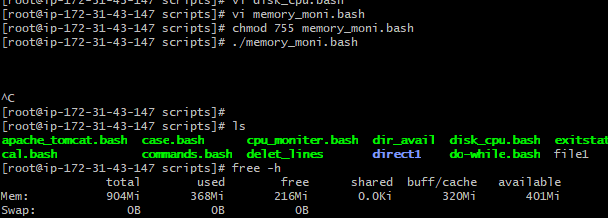 [root@ip-172-31-43-147 scripts]# vi disk_cpu.bash
[root@ip-172-31-43-147 scripts]# vi memory_moni.bash
[root@ip-172-31-43-147 scripts]# chmod 755 memory_moni.bash
[root@ip-172-31-43-147 scripts]# ./memory_moni.bash
^C
[root@ip-172-31-43-147 scripts]#
[root@ip-172-31-43-147 scripts]# ls
apache_tomcat.bash case.bash cpu_moniter.bash dir_avail disk_cpu.bash exitstat
cal.bash commands.bash delet_lines direct1 do-while.bash file1
[root@ip-172-31-43-147 scripts]# free -h
total used free shared buff/cache available
Mem: 904Mi 368Mi 216Mi 0.0Ki 320Mi 401Mi
Swap: 0B 0B 0B